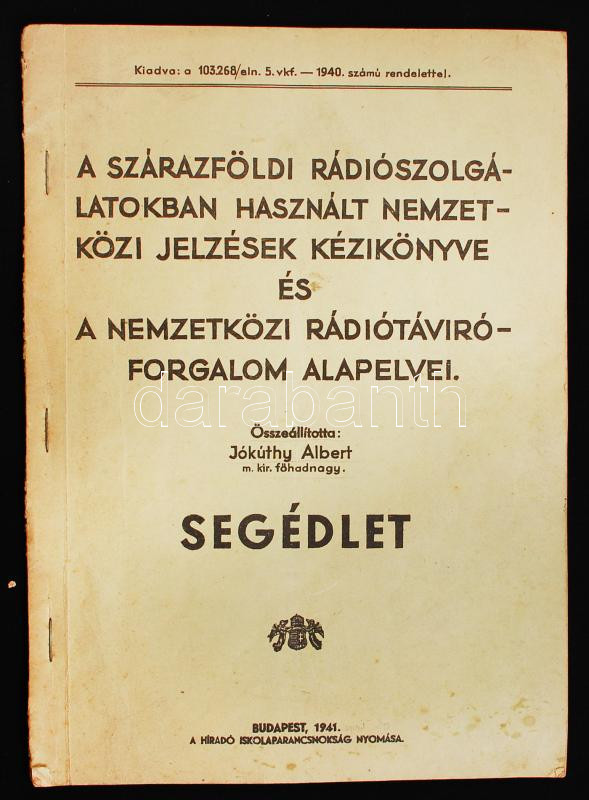 Kiadva: a 103.268/eln. 5. vkf. — 1940. számú rendelettel.
A SZÁRAZFÖLDI RÁDIÓSZOLGÁ-
LATOKBAN HASZNÁLT NEMZET-
KÖZI JELZÉSEK KÉZIKÖNYVE
ÉS
A NEMZETKÖZI RÁDIÓTÁVIRÓ-
FORGALOM ALAPELVEI.
darabanth
Összeállította:
Jókúthy Albert
m. kir. főhadnagy.
SEGÉDLET
BUDAPEST, 1941.
A HÍRADÓ ISKOLAPARANCSNOKSÁG NYOMÁSA.